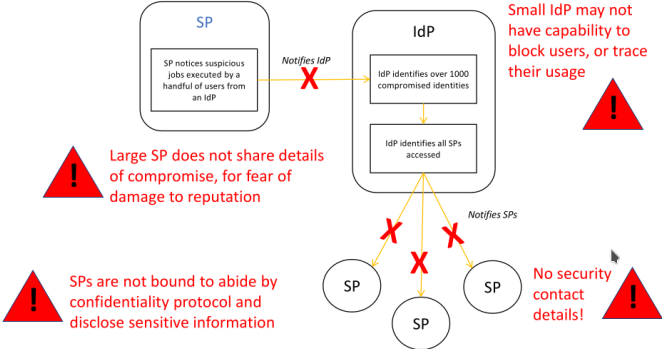 SP
SP notices suspicious
jobs executed by a
handful of users from
an IdP
Notifies IdP
IdP
IdP identifies over 1000
compromised identities
IdP identifies all SPs
accessed
Small IdP may not
have capability to
block users, or trace
their usage
!
!
Large SP does not share details
of compromise, for fear of
damage to reputation
Notifies SPs
X
X
X
X
SP
SP
SP
!
SPs are not bound to abide by
confidentiality protocol and
disclose sensitive information
No security
contact
details!
!